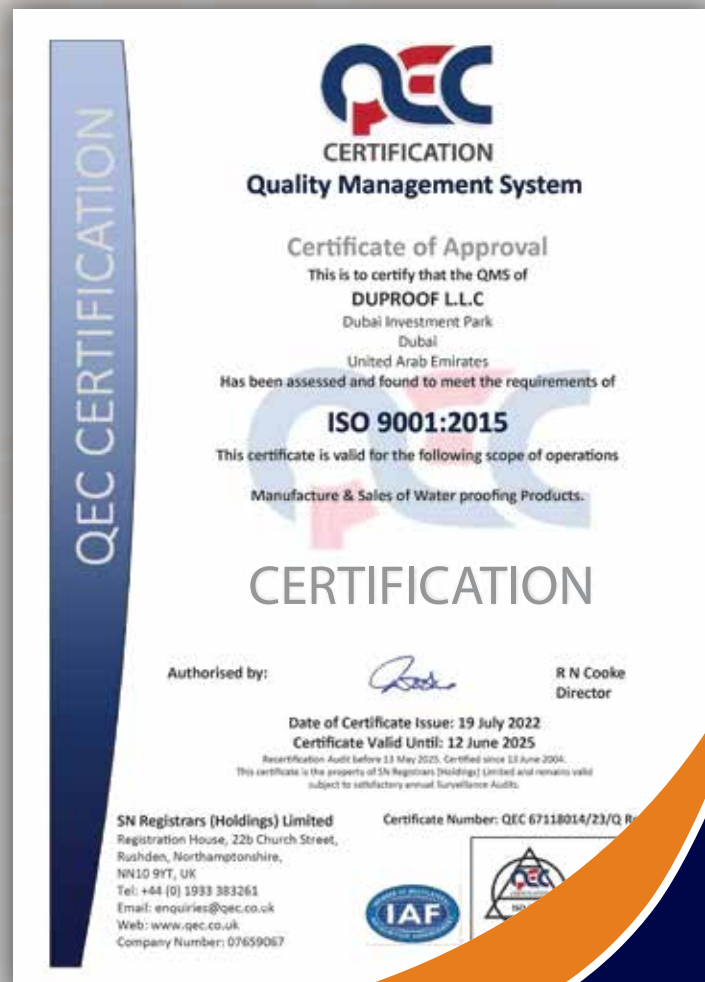 QEC CERTIFICATION
QEC
CERTIFICATION
Quality Management System
Certificate of Approval
This is to certify that the QMS of
DUPROOF L.L.C
Dubai Investment Park
Dubai
United Arab Emirates
Has been assessed and found to meet the requirements of
ISO 9001:2015
This certificate is valid for the following scope of operations
Manufacture & Sales of Water proofing Products.
QEC
CERTIFICATION
Authorised by:
R N Cooke
Director
Date of Certificate Issue: 19 July 2022
Certificate Valid Until: 12 June 2025
Recertification Audit before 13 May 2025. Certified since 13 June 2004.
This certificate is the property of SN Registrars (Holdings) Limited and remains valid
subject to satisfactory annual Surveillance Audits.
SN Registrars (Holdings) Limited
Registration House, 22b Church Street,
Rushden, Northamptonshire,
NN10 9YT, UK
Tel: +44 (0) 1933 383261
Email: enquiries@qec.co.uk
Web: www.qec.co.uk
Company Number: 07659067
Certificate Number: QEC 67118014/23/Q
IAF
QEC